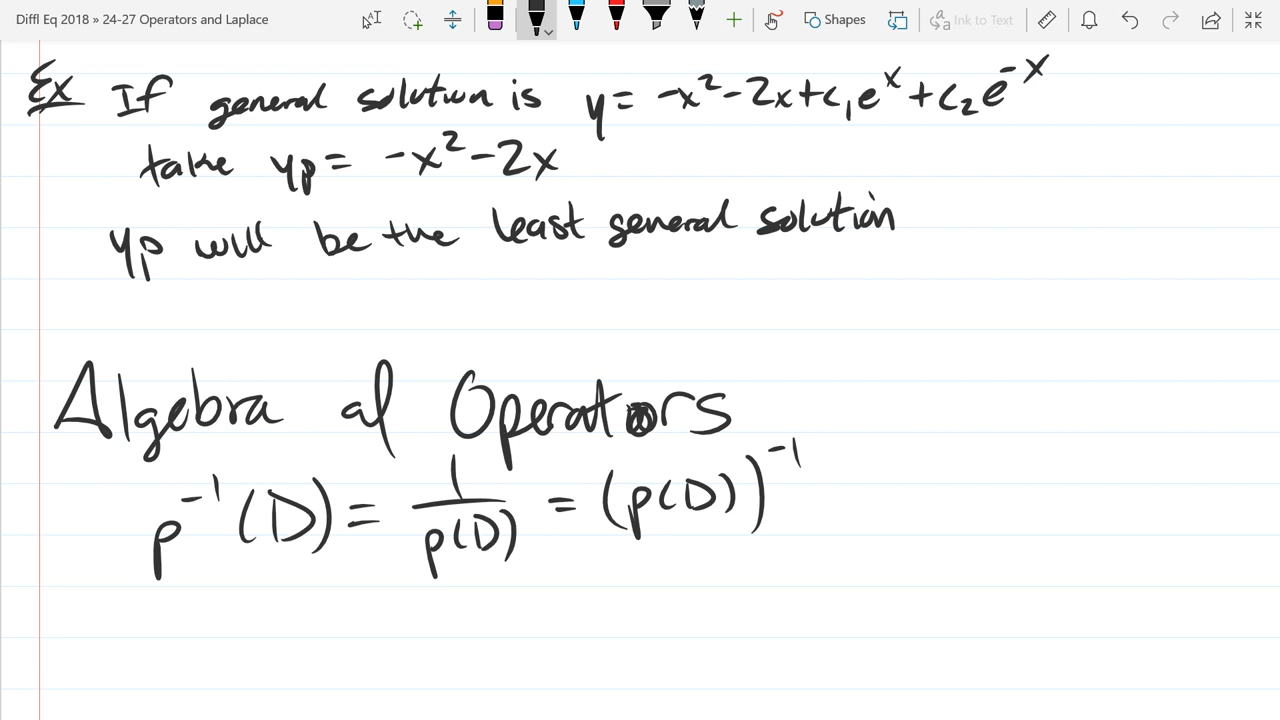 Diffl Eq 2018 » 24-27 Operators and Laplace
Shapes
Ink to Text
Ex If general solution is y = -x² - 2x + c₁eˣ + c₂e⁻ˣ
take yp = -x² - 2x
yp will be the least general solution
Algebra of Operators
p⁻¹(D) = 1/p(D) = (p(D))⁻¹